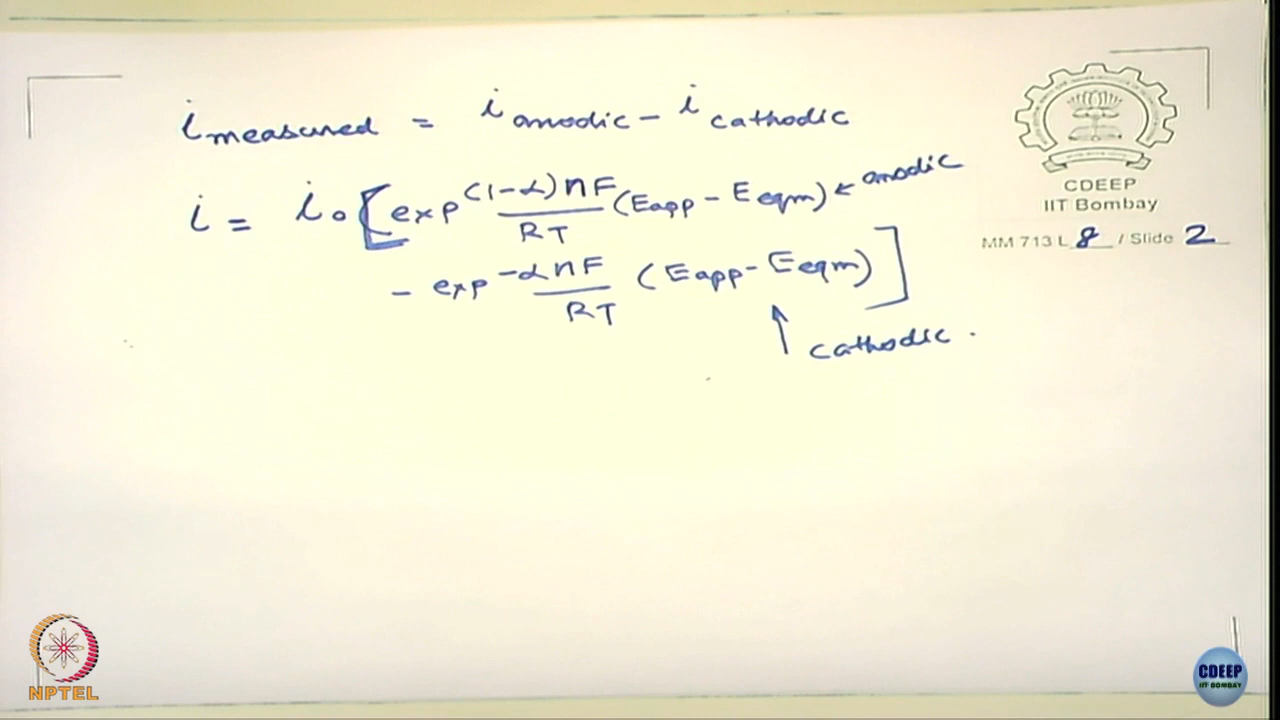 i measured = i anodic - i cathodic
i = i₀ [ exp (1-α)nF/RT (Eapp - Eeqm) ← anodic
- exp -αnF/RT (Eapp - Eeqm) ]
↑ cathodic.
CDEEP
IIT Bombay
MM 713 L 8 / Slide 2
NPTEL
CDEEP
IIT BOMBAY